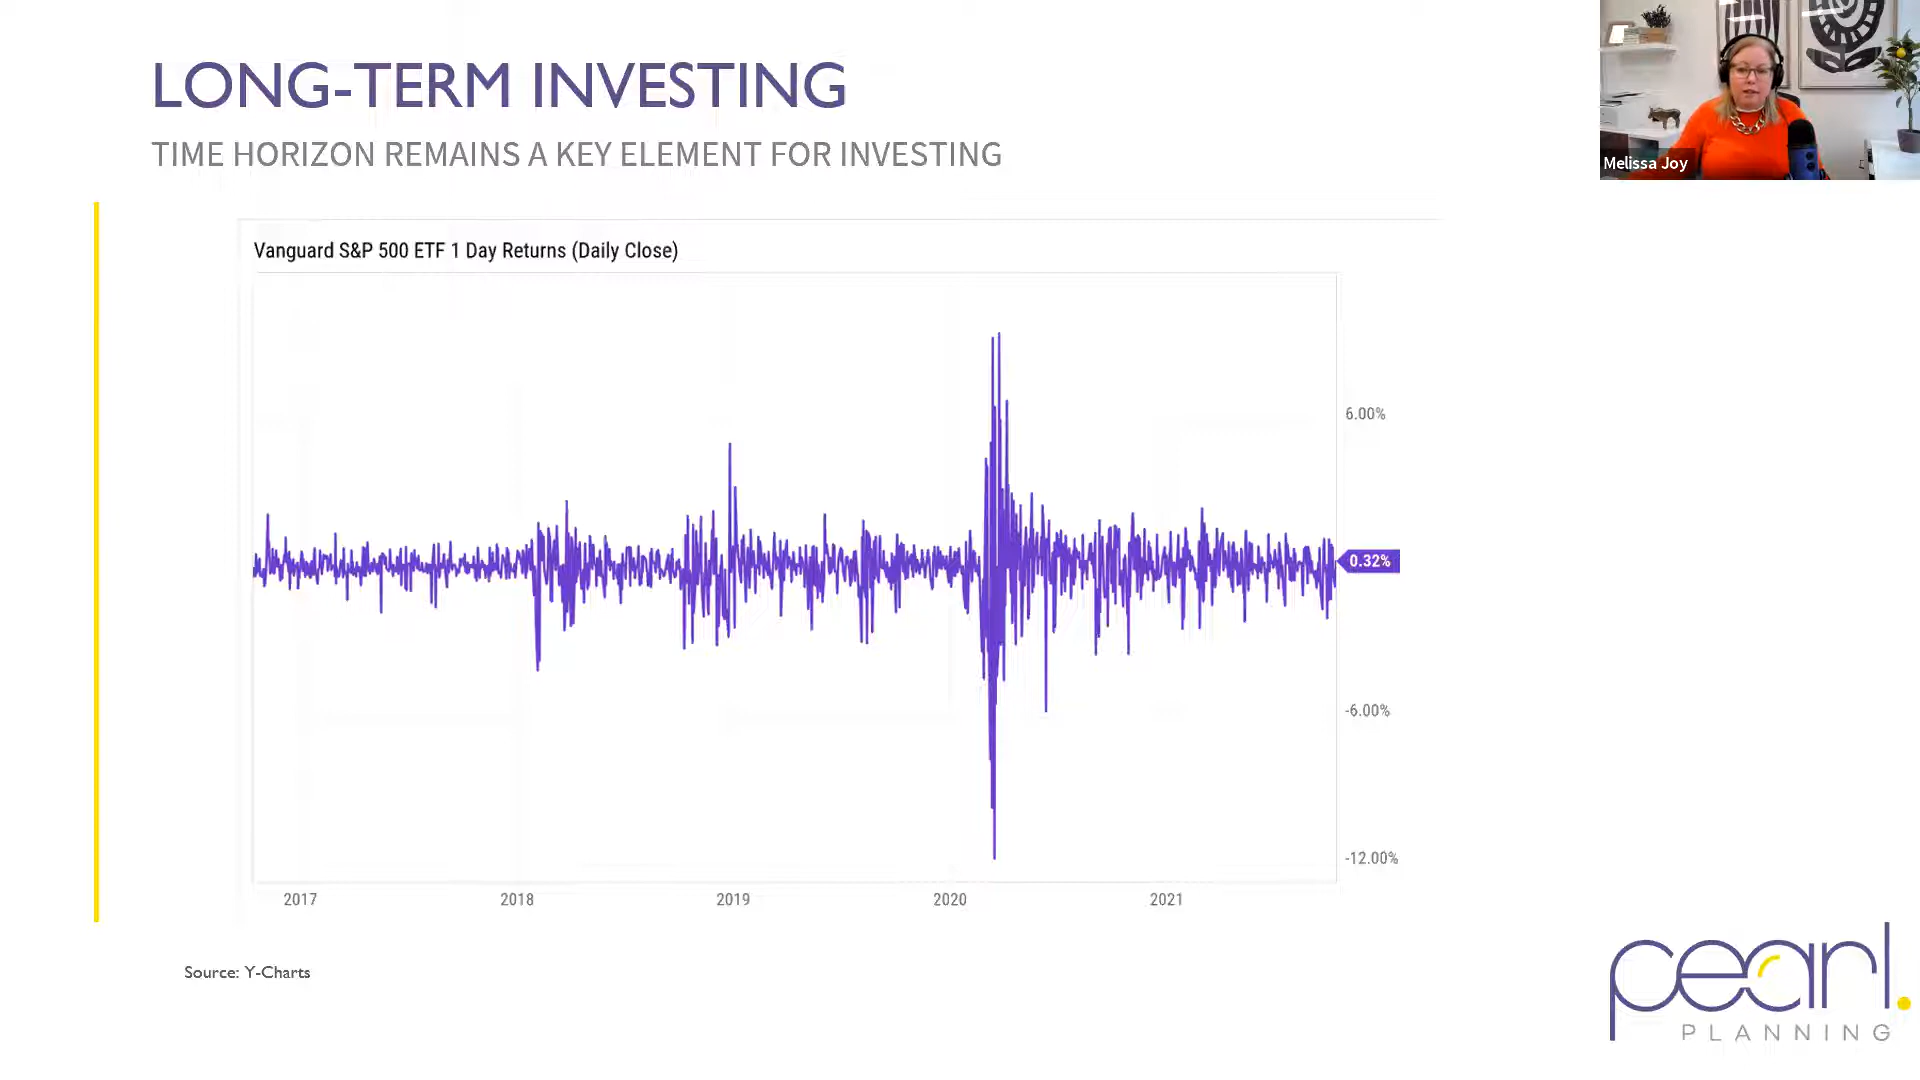 LONG-TERM INVESTING
TIME HORIZON REMAINS A KEY ELEMENT FOR INVESTING
Melissa Joy
Vanguard S&P 500 ETF 1 Day Returns (Daily Close)
6.00%
0.32%
-6.00%
-12.00%
2017 2018 2019 2020 2021
Source: Y-Charts
pearl.
PLANNING